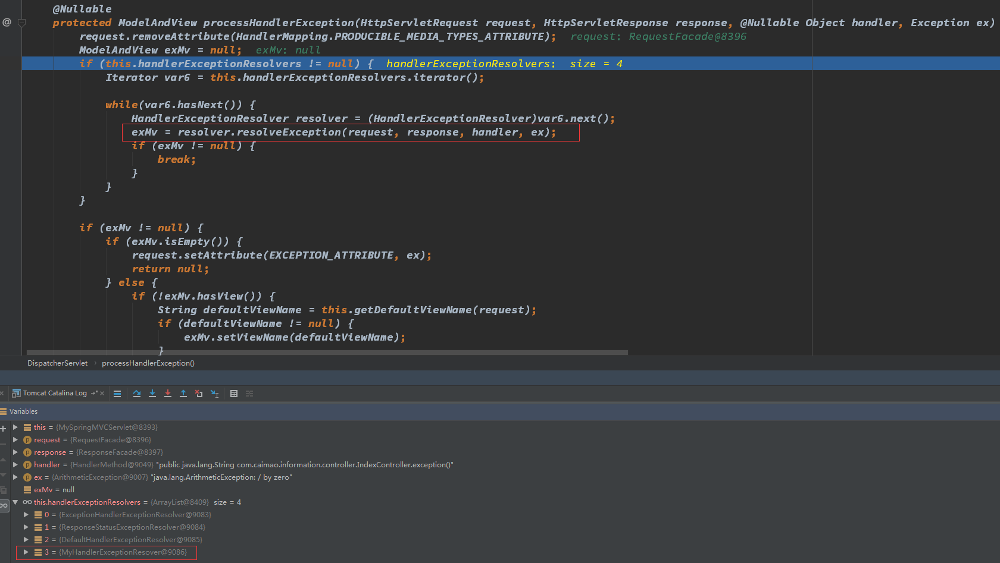 @Nullable
@
protected ModelAndView processHandlerException(HttpServletRequest request, HttpServletResponse response, @Nullable Object handler, Exception ex)
request.removeAttribute(HandlerMapping.PRODUCIBLE_MEDIA_TYPES_ATTRIBUTE); request: RequestFacade@8396
ModelAndView exMv = null; exMv: null
if (this.handlerExceptionResolvers != null) { handlerExceptionResolvers: size = 4
Iterator var6 = this.handlerExceptionResolvers.iterator();
while(var6.hasNext()) {
HandlerExceptionResolver resolver = (HandlerExceptionResolver)var6.next();
exMv = resolver.resolveException(request, response, handler, ex);
if (exMv != null) {
break;
}
}
}
if (exMv != null) {
if (exMv.isEmpty()) {
request.setAttribute(EXCEPTION_ATTRIBUTE, ex);
return null;
} else {
if (!exMv.hasView()) {
String defaultViewName = this.getDefaultViewName(request);
if (defaultViewName != null) {
exMv.setViewName(defaultViewName);
}
DispatcherServlet › processHandlerException()
Tomcat Catalina Log
Variables
this = {MySpringMVCServlet@8393}
request = {RequestFacade@8396}
response = {ResponseFacade@8397}
handler = {HandlerMethod@9049} "public java.lang.String com.caimao.information.controller.IndexController.exception()"
ex = {ArithmeticException@9007} "java.lang.ArithmeticException: / by zero"
exMv = null
this.handlerExceptionResolvers = {ArrayList@8409} size = 4
0 = {ExceptionHandlerExceptionResolver@9083}
1 = {ResponseStatusExceptionResolver@9084}
2 = {DefaultHandlerExceptionResolver@9085}
3 = {MyHandlerExceptionResover@9086}